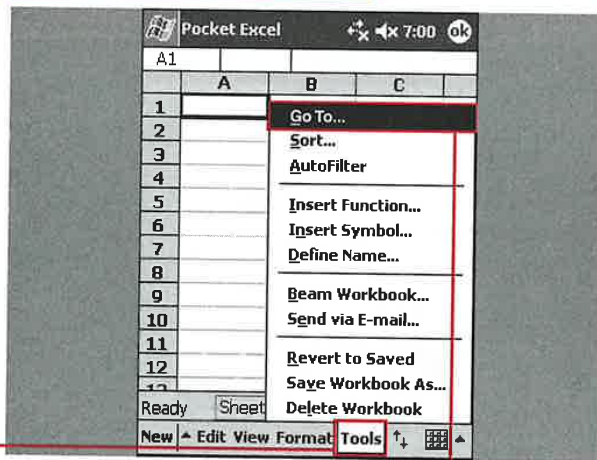 Pocket Excel 7:00 ok
A1
A B C
1
2
3
4
5
6
7
8
9
10
11
12
Go To...
Sort...
AutoFilter
Insert Function...
Insert Symbol...
Define Name...
Beam Workbook...
Send via E-mail...
Revert to Saved
Save Workbook As...
Delete Workbook
Ready Sheet
New Edit View Format Tools